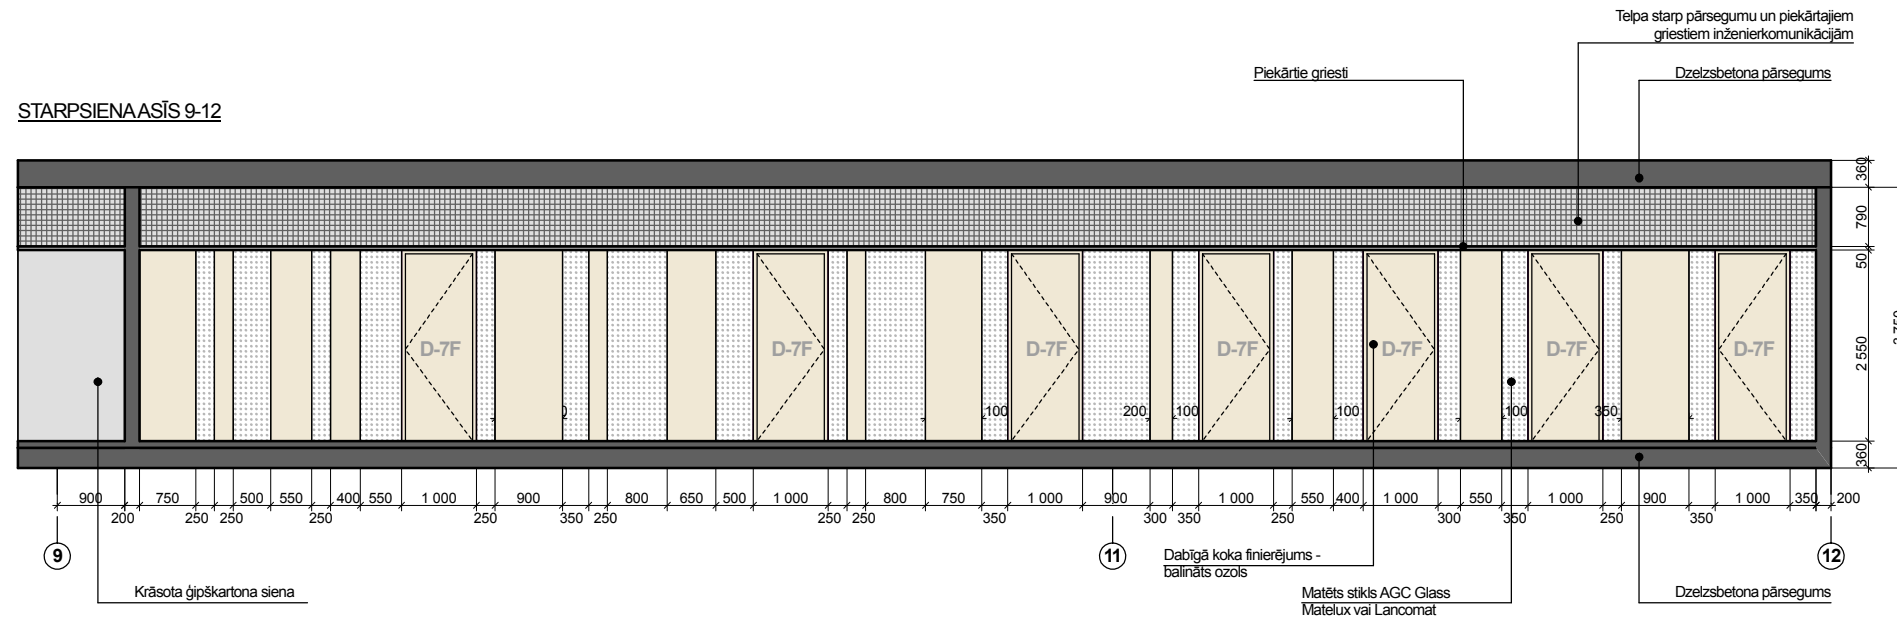 Telpa starp pārsegumu un piekārtajiem
griestiem inženierkomunikācijām
Piekārtie griesti
Dzelzsbetona pārsegums
STARPSIENA ASĪS 9-12
360
790
50
2 550
360
D-7F D-7F D-7F D-7F D-7F D-7F D-7F
100 200 100 100 100 350
900 750 500 550 400 550 1 000 900 800 650 500 1 000 800 750 1 000 900 1 000 550 400 1 000 550 1 000 900 1 000 350 200
200 250 250 250 250 350 250 250 250 350 300 350 250 300 350 250 350
9 11 12
Dabīgā koka finierējums -
balināts ozols
Krāsota ģipškartona siena
Matēts stikls AGC Glass
Matelux vai Lancomat
Dzelzsbetona pārsegums